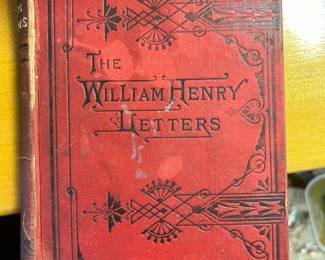 The
William Henry
Letters